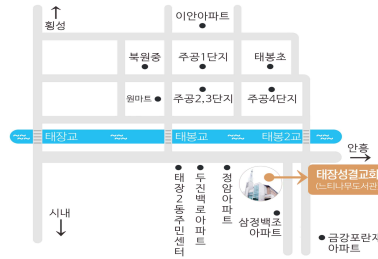 횡성
이안아파트
북원중
주공1단지
태봉초
원마트
주공2,3단지
주공4단지
태장교
태봉교
태봉2교
안흥
태장2동주민센터
두진백로아파트
정암아파트
태장성결교회
(느티나무도서관)
시내
삼정백조
아파트
금강포란재
아파트